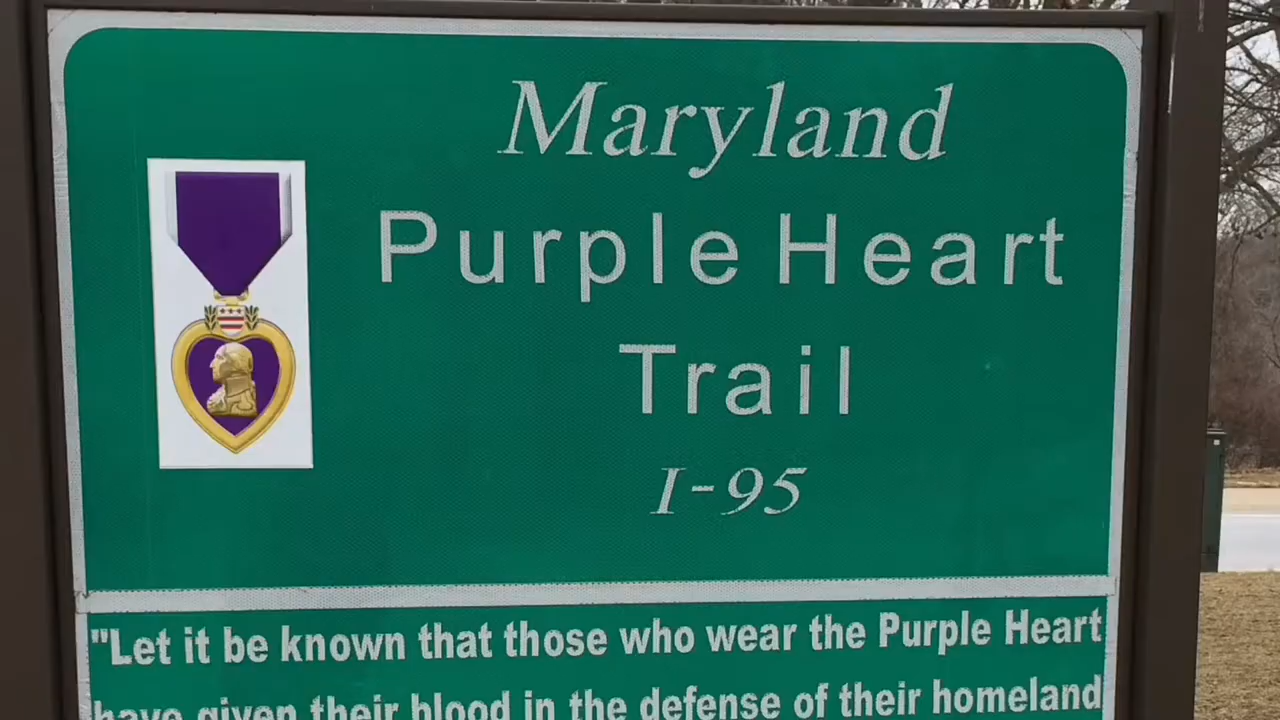 Maryland
Purple Heart
Trail
I-95
"Let it be known that those who wear the Purple Heart
have given their blood in the defense of their homeland